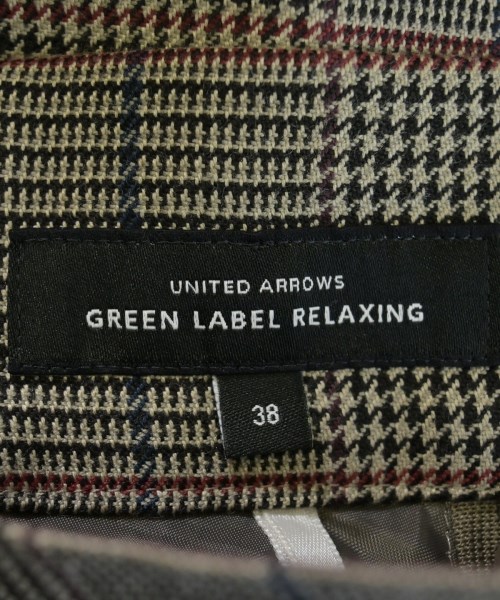 UNITED ARROWS
GREEN LABEL RELAXING
38